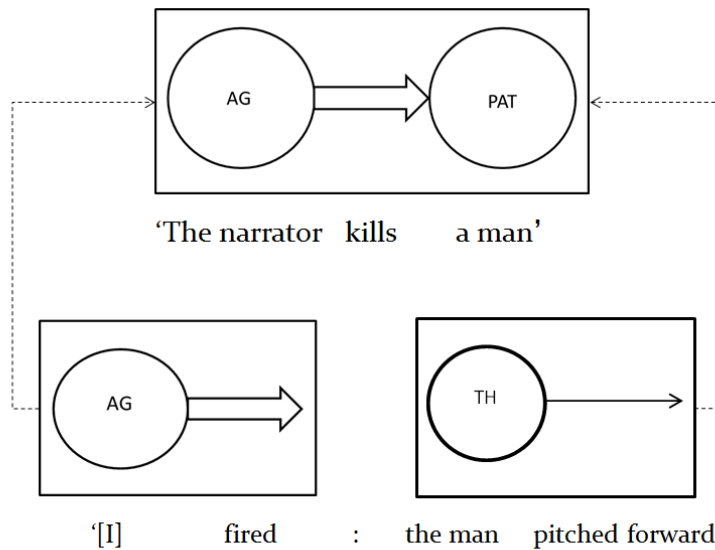 AG PAT
‘The narrator kills a man’
AG TH
‘[I] fired : the man pitched forward